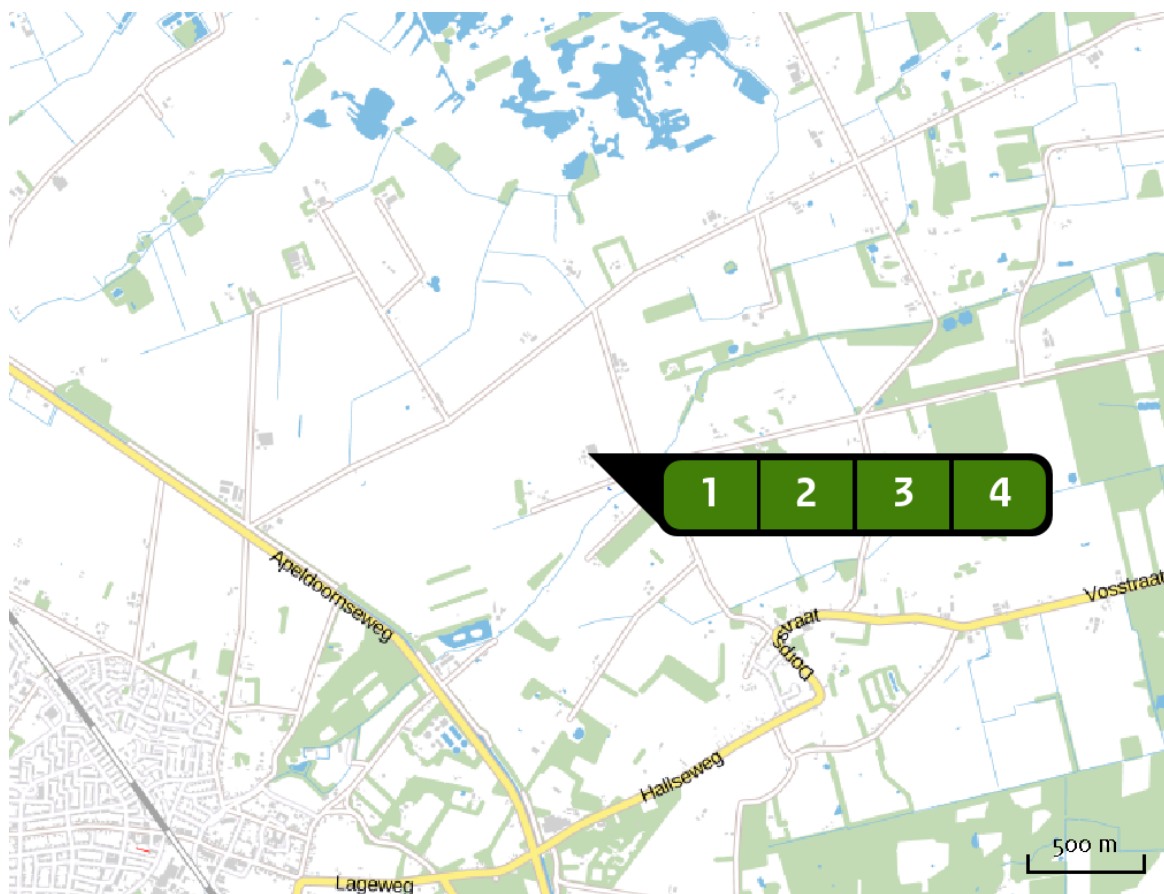 1 2 3 4
Apeldoornseweg
Vosstraat
Dorpsstraat
Hallseweg
500 m
Lageweg